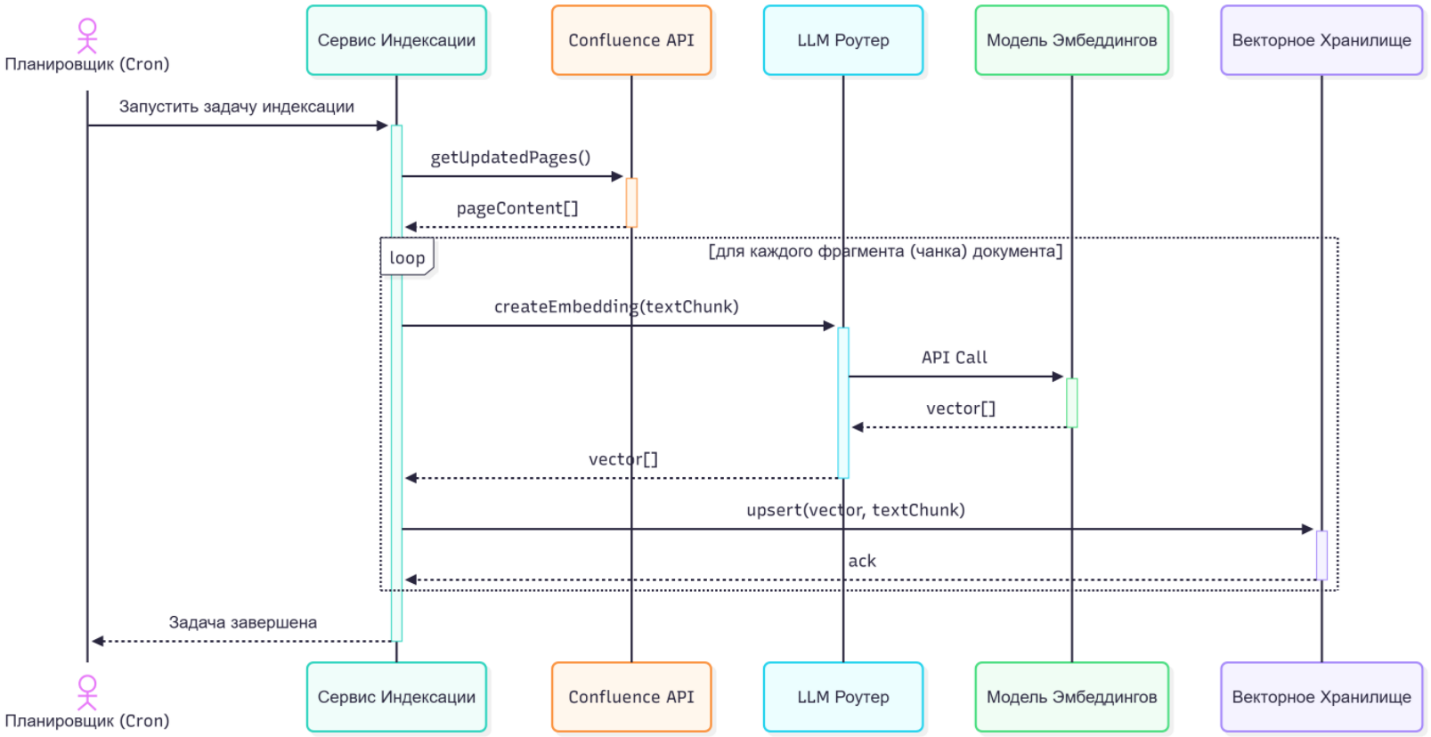 Сервис Индексации
Confluence API
LLM Роутер
Модель Эмбеддингов
Векторное Хранилище
Планировщик (Cron)
Запустить задачу индексации
getUpdatedPages()
pageContent[]
loop
[для каждого фрагмента (чанка) документа]
createEmbedding(textChunk)
API Call
vector[]
vector[]
upsert(vector, textChunk)
ack
Задача завершена
Сервис Индексации
Confluence API
LLM Роутер
Модель Эмбеддингов
Векторное Хранилище
Планировщик (Cron)